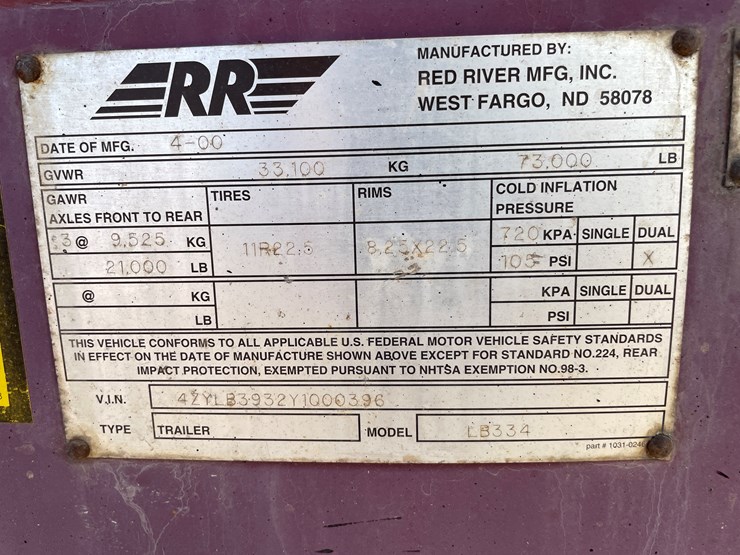 RR
MANUFACTURED BY:
RED RIVER MFG, INC.
WEST FARGO, ND 58078
DATE OF MFG. 4-00
GVWR 33,100 KG 73,000 LB
GAWR AXLES FRONT TO REAR TIRES RIMS COLD INFLATION PRESSURE
3 @ 9,525 KG 11R22.5 8.25X22.5 720 KPA SINGLE DUAL
21,000 LB 105 PSI X
@ KG KPA SINGLE DUAL
LB PSI
THIS VEHICLE CONFORMS TO ALL APPLICABLE U.S. FEDERAL MOTOR VEHICLE SAFETY STANDARDS
IN EFFECT ON THE DATE OF MANUFACTURE SHOWN ABOVE EXCEPT FOR STANDARD NO.224, REAR
IMPACT PROTECTION, EXEMPTED PURSUANT TO NHTSA EXEMPTION NO.98-3.
V.I.N. 4ZYLB3932Y1000396
TYPE TRAILER MODEL LB334
part #